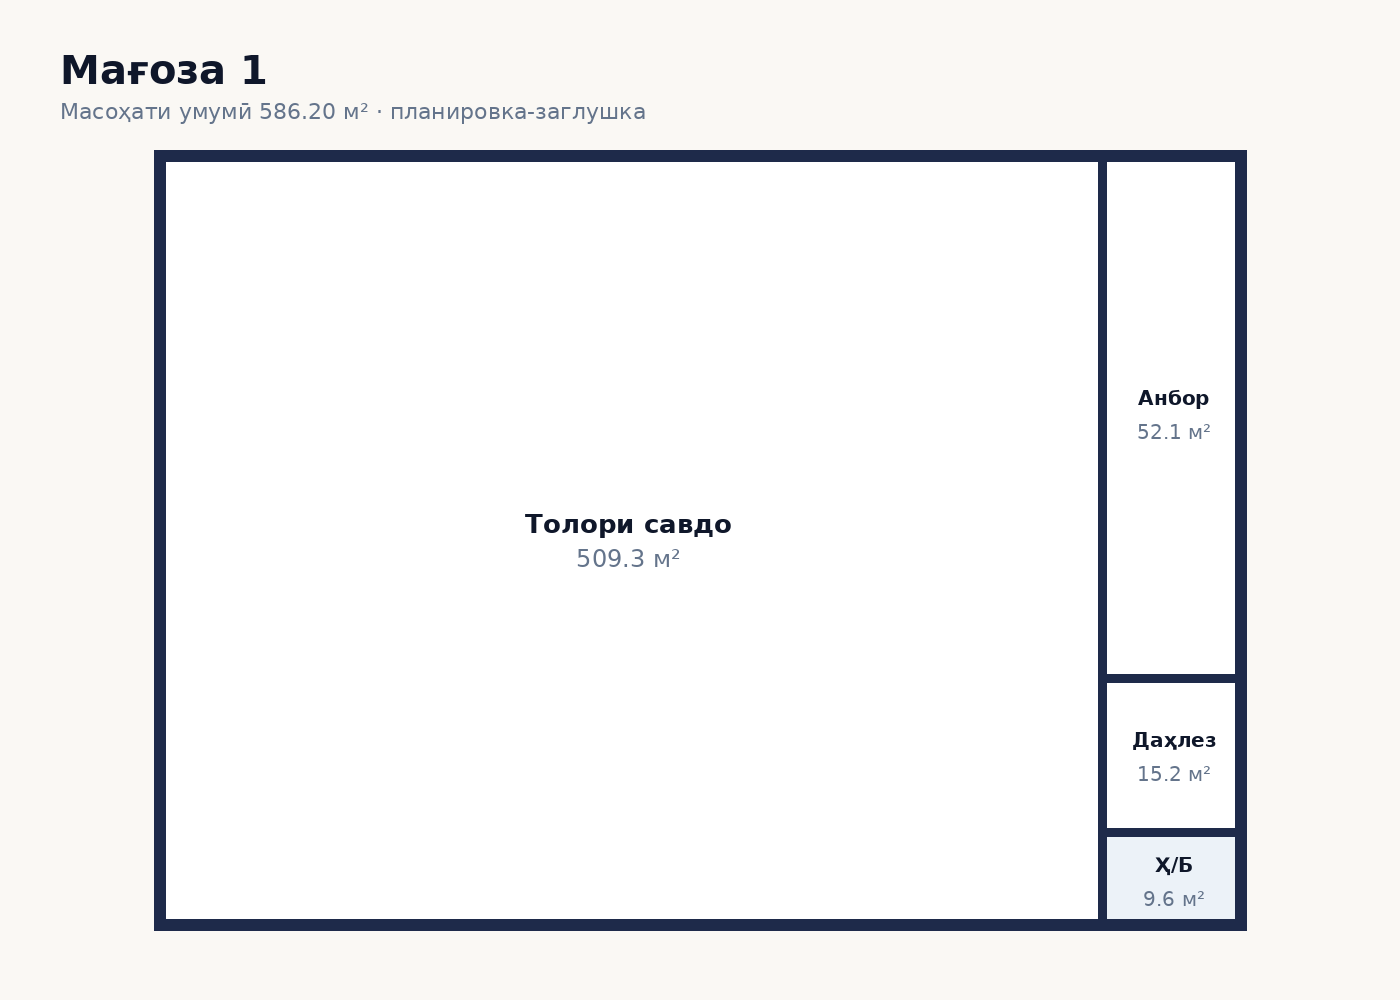 Мағоза 1
Масоҳати умумӣ 586.20 м² · планировка-заглушка
Толори савдо
509.3 м²
Анбор
52.1 м²
Даҳлез
15.2 м²
Ҳ/Б
9.6 м²